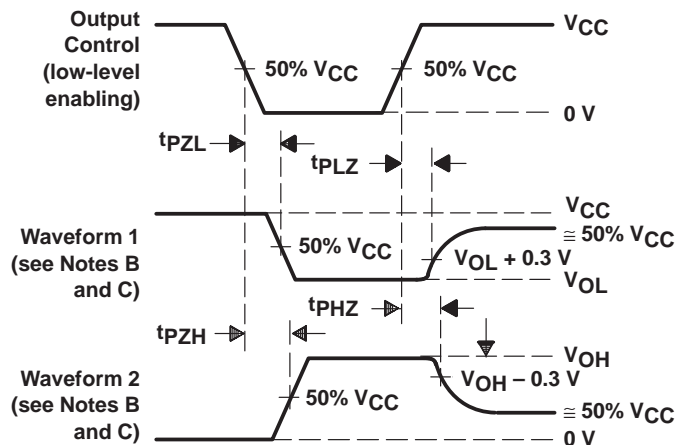 Output
Control
(low-level
enabling)
VCC
50% VCC
50% VCC
0 V
tPZL
tPLZ
VCC
Waveform 1
(see Notes B
and C)
50% VCC
≅ 50% VCC
VOL + 0.3 V
VOL
tPHZ
tPZH
VOH
Waveform 2
(see Notes B
and C)
50% VCC
VOH – 0.3 V
≅ 50% VCC
0 V